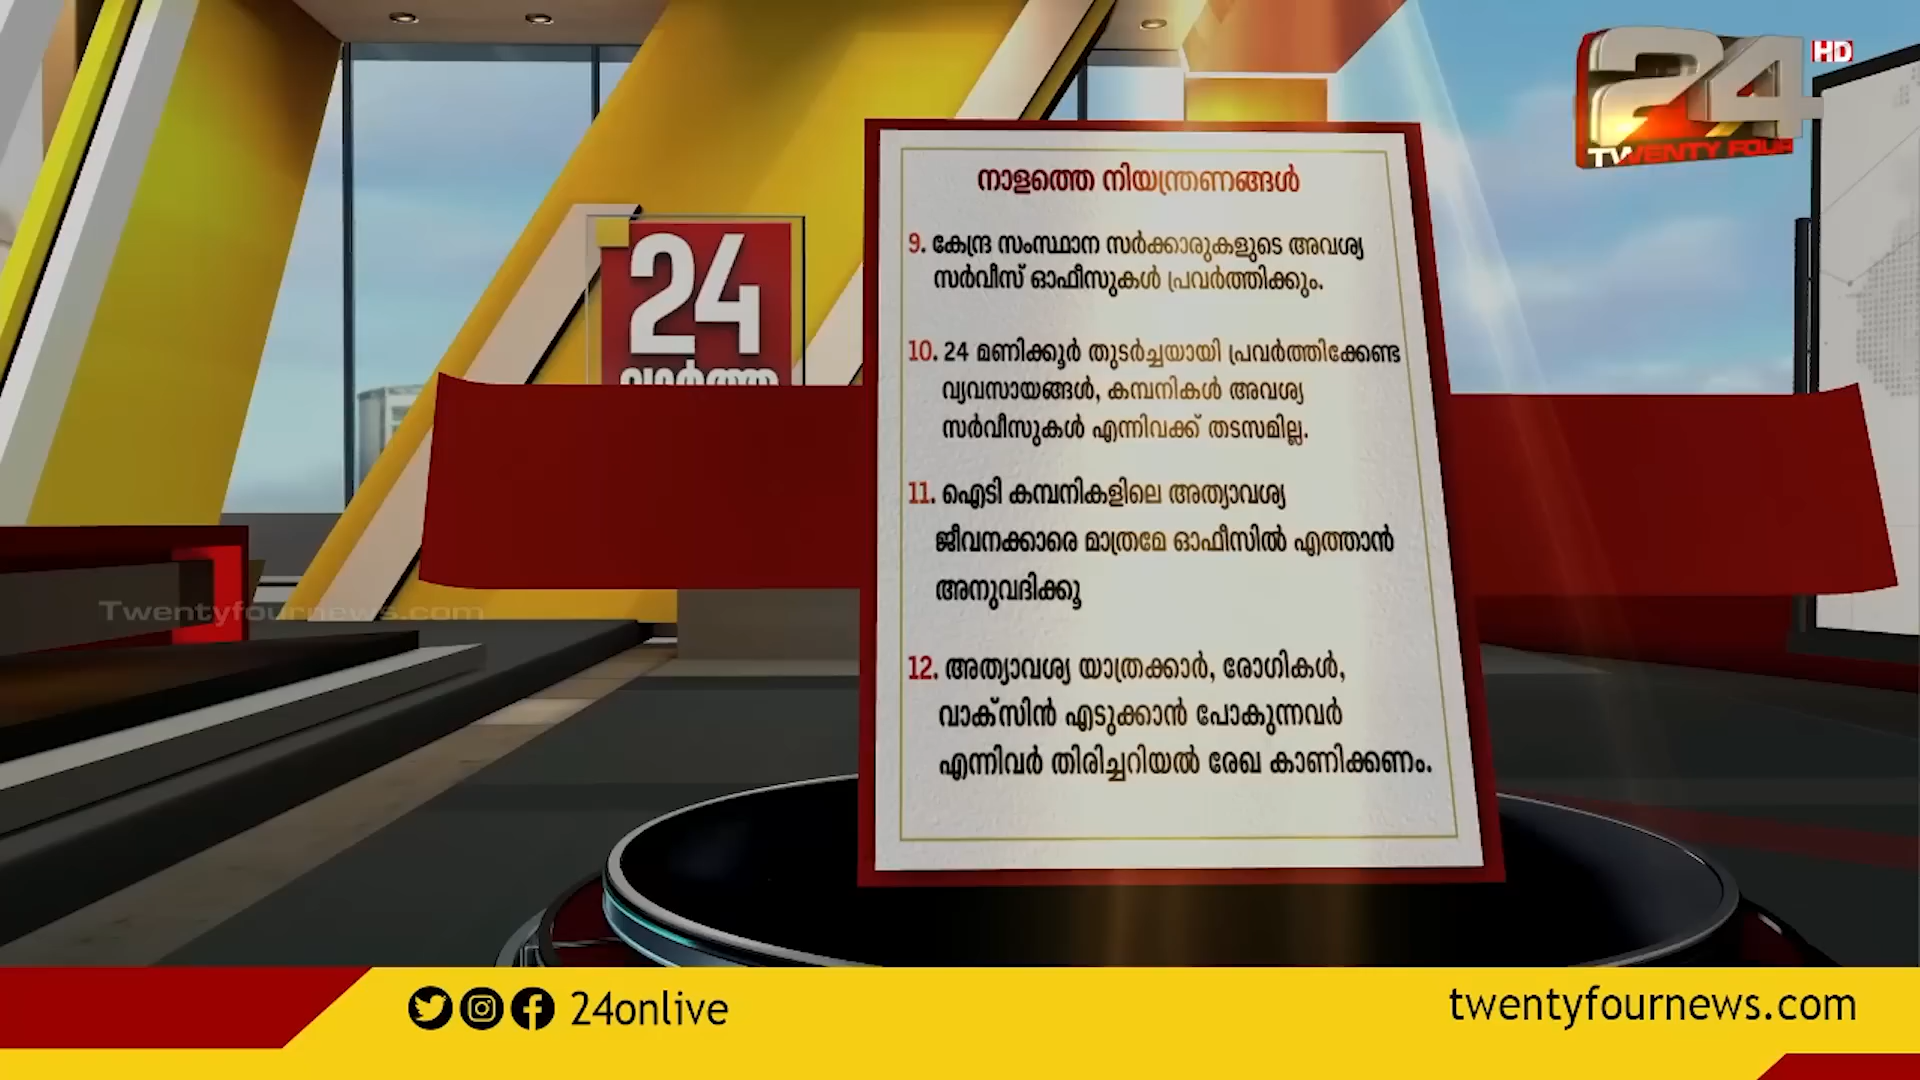 24
HD
TWENTY FOUR
24
നാളത്തെ നിയന്ത്രണങ്ങൾ
9. കേന്ദ്ര സംസ്ഥാന സർക്കാരുകളുടെ അവശ്യ
സർവീസ് ഓഫീസുകൾ പ്രവർത്തിക്കും.
10. 24 മണിക്കൂർ തുടർച്ചയായി പ്രവർത്തിക്കേണ്ട
വ്യവസായങ്ങൾ, കമ്പനികൾ അവശ്യ
സർവീസുകൾ എന്നിവക്ക് തടസമില്ല.
11. ഐടി കമ്പനികളിലെ അത്യാവശ്യ
ജീവനക്കാരെ മാത്രമേ ഓഫീസിൽ എത്താൻ
അനുവദിക്കൂ
12. അത്യാവശ്യ യാത്രക്കാർ, രോഗികൾ,
വാക്സിൻ എടുക്കാൻ പോകുന്നവർ
എന്നിവർ തിരിച്ചറിയൽ രേഖ കാണിക്കണം.
Twentyfournews.com
24onlive
twentyfournews.com